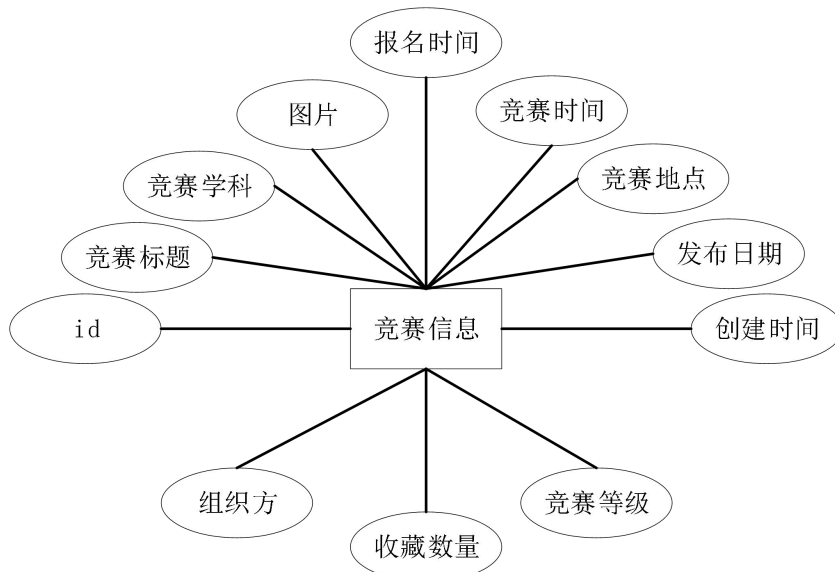 报名时间
图片
竞赛时间
竞赛学科
竞赛地点
竞赛标题
发布日期
id
竞赛信息
创建时间
组织方
竞赛等级
收藏数量